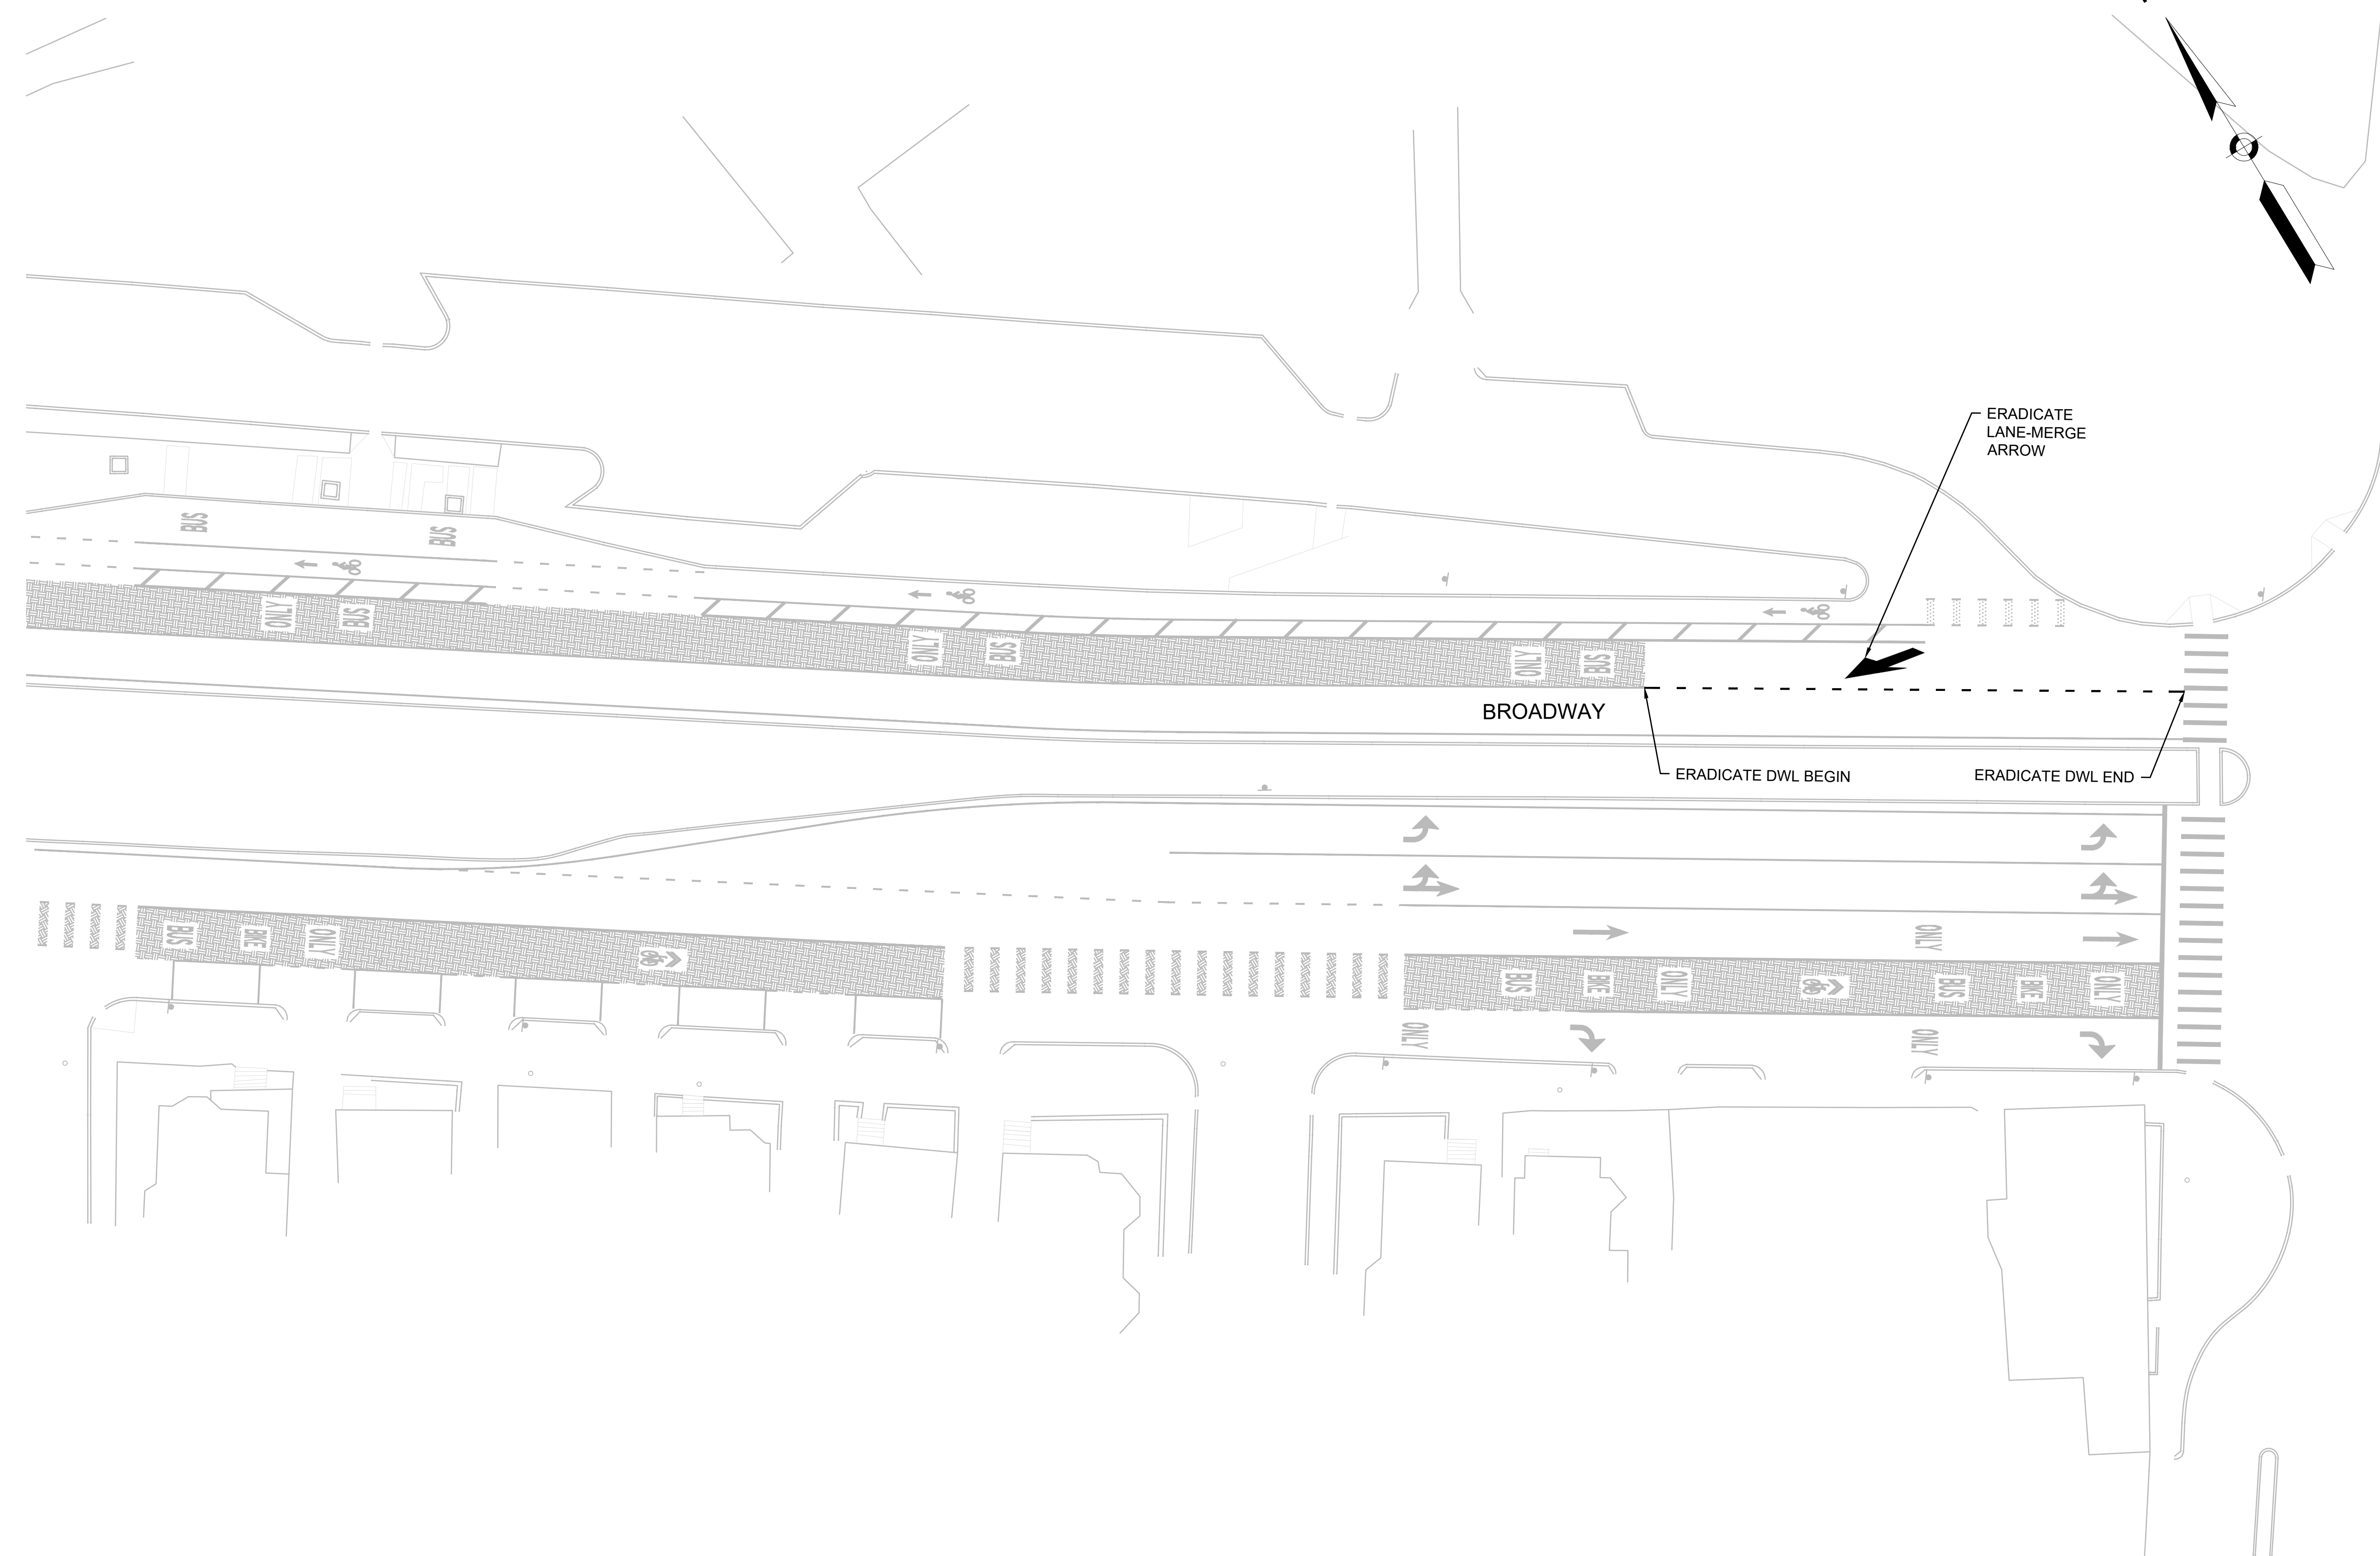 ERADICATE
LANE-MERGE
ARROW
BUS
BUS
ONLY
BUS
ONLY
BUS
ONLY
BUS
BROADWAY
ERADICATE DWL BEGIN
ERADICATE DWL END
BUS
BIKE
ONLY
ONLY
BUS
BIKE
ONLY
BUS
BIKE
ONLY
ONLY
ONLY